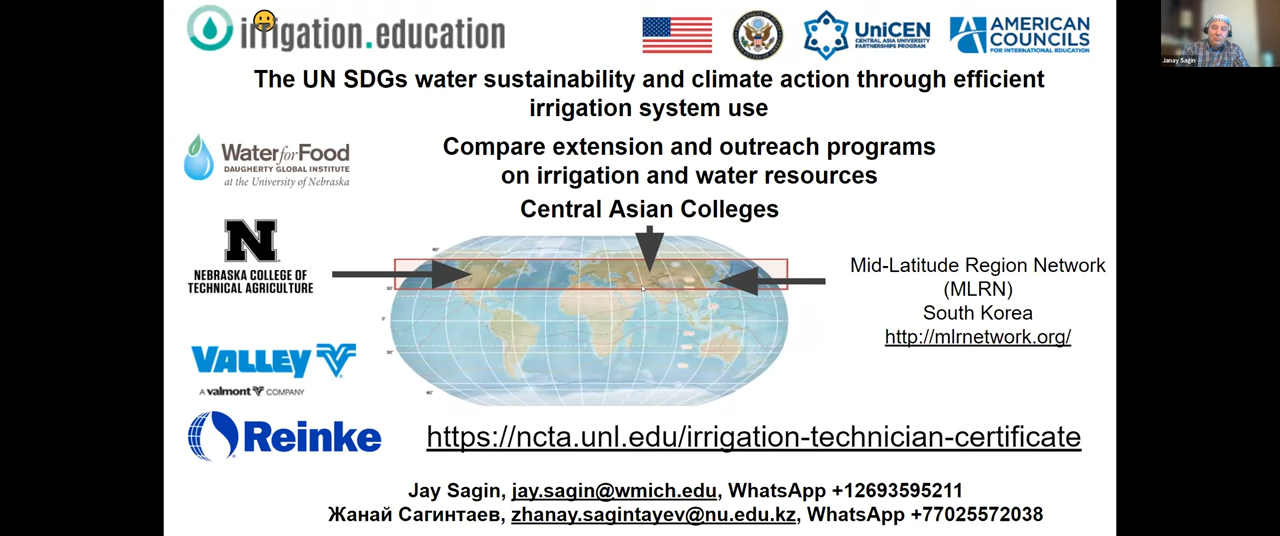 irrigation.education
UniCEN
CENTRAL ASIA UNIVERSITY
PARTNERSHIPS PROGRAM
AMERICAN
COUNCILS
FOR INTERNATIONAL EDUCATION
Janay Sagin
The UN SDGs water sustainability and climate action through efficient
irrigation system use
Water for Food
DAUGHERTY GLOBAL INSTITUTE
at the University of Nebraska
Compare extension and outreach programs
on irrigation and water resources
Central Asian Colleges
N
NEBRASKA COLLEGE OF
TECHNICAL AGRICULTURE
Mid-Latitude Region Network
(MLRN)
South Korea
http://mlrnetwork.org/
VALLEY
A valmont COMPANY
Reinke
https://ncta.unl.edu/irrigation-technician-certificate
Jay Sagin, jay.sagin@wmich.edu, WhatsApp +12693595211
Жанай Сагинтаев, zhanay.sagintayev@nu.edu.kz, WhatsApp +77025572038